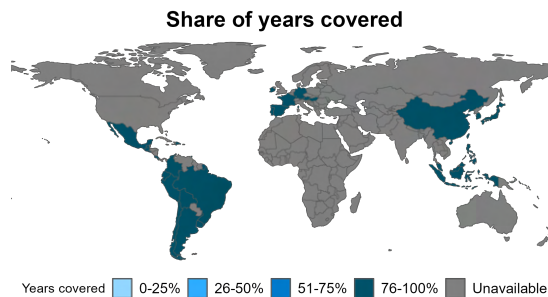 Share of years covered
Years covered 0-25% 26-50% 51-75% 76-100% Unavailable